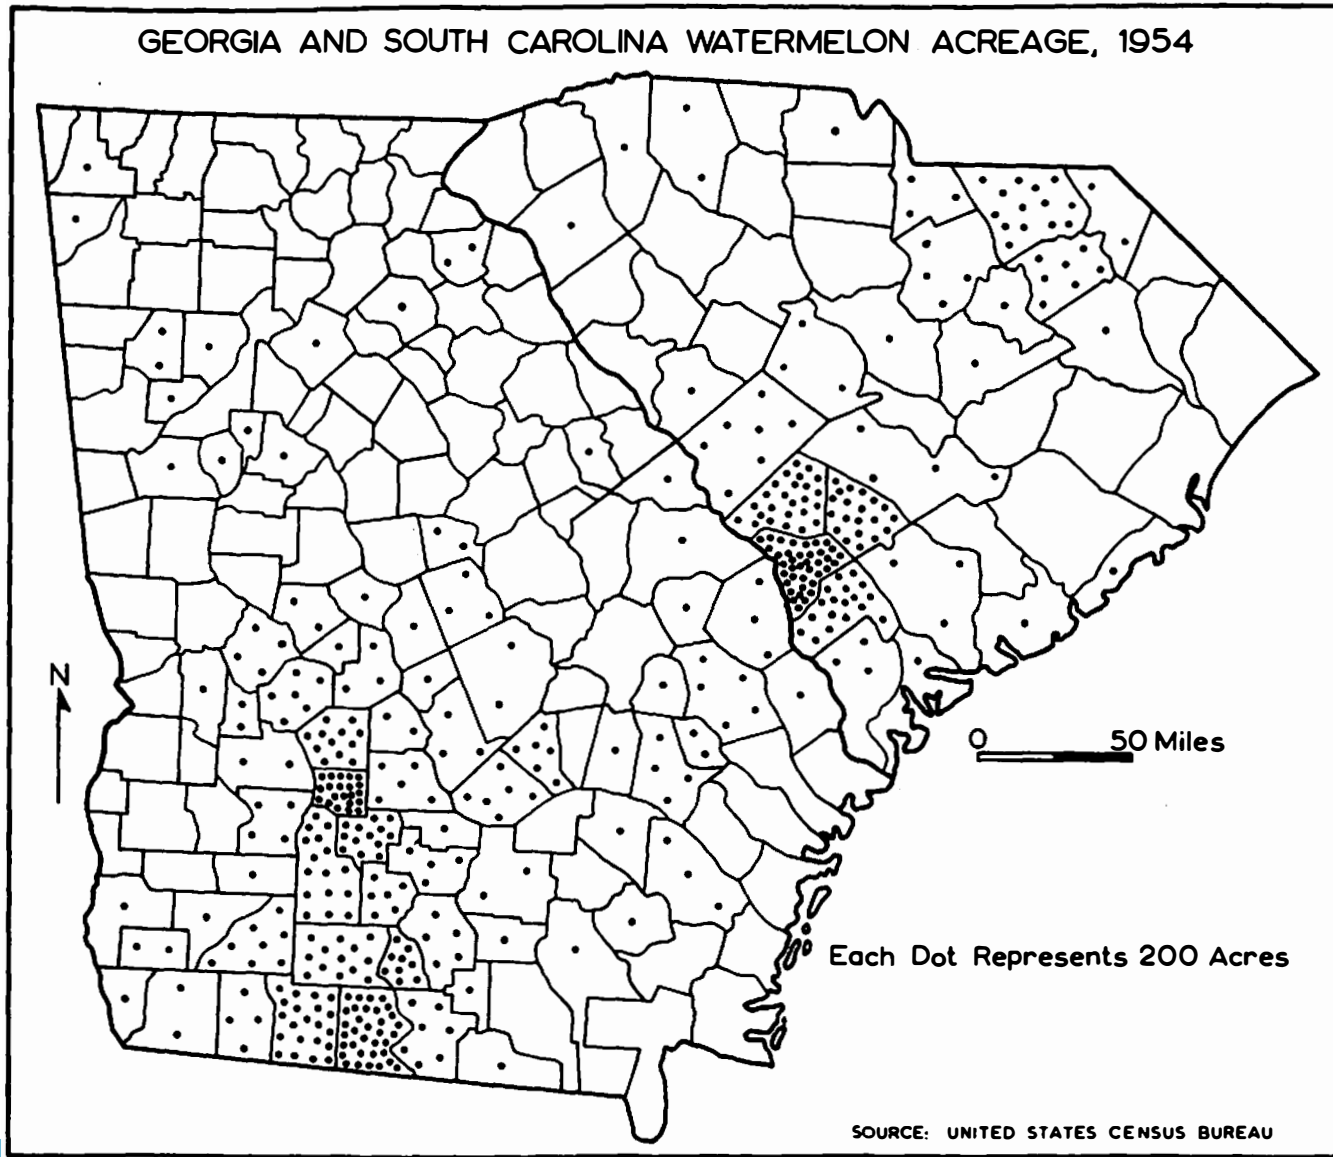 GEORGIA AND SOUTH CAROLINA WATERMELON ACREAGE, 1954
N
0 50 Miles
Each Dot Represents 200 Acres
SOURCE: UNITED STATES CENSUS BUREAU